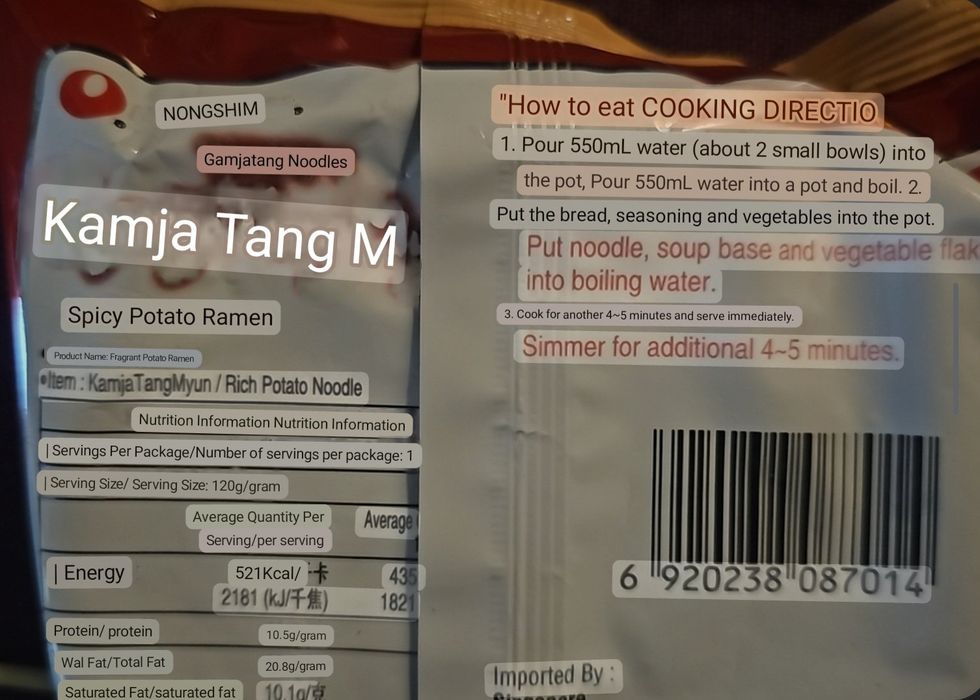 NONGSHIM
Gamjatang Noodles
Kamja Tang M
Spicy Potato Ramen
Product Name: Fragrant Potato Ramen
•Item : KamjaTangMyun / Rich Potato Noodle
Nutrition Information Nutrition Information
| Servings Per Package/Number of servings per package: 1
| Serving Size/ Serving Size: 120g/gram
Average Quantity Per Average
Serving/per serving
| Energy 521Kcal/ 卡 435
2181 (kJ/千焦) 1821
Protein/ protein 10.5g/gram
Wal Fat/Total Fat 20.8g/gram
Saturated Fat/saturated fat 10.1g/克
"How to eat COOKING DIRECTIO
1. Pour 550mL water (about 2 small bowls) into
the pot, Pour 550mL water into a pot and boil. 2.
Put the bread, seasoning and vegetables into the pot.
Put noodle, soup base and vegetable flak
into boiling water.
3. Cook for another 4~5 minutes and serve immediately.
Simmer for additional 4~5 minutes.
6 920238 087014
Imported By :
Singapore